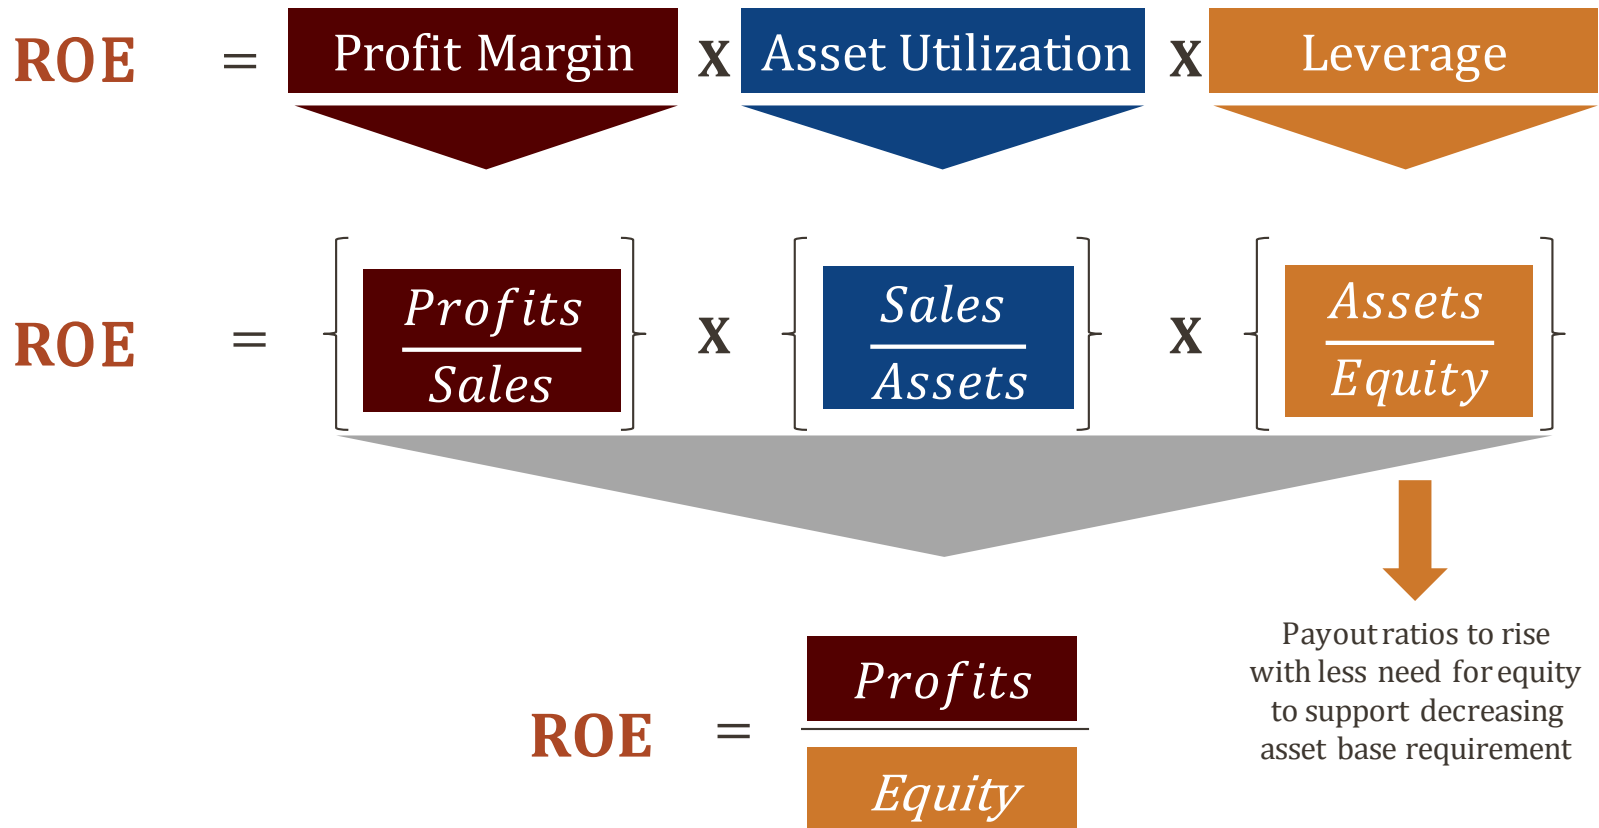 ROE = Profit Margin X Asset Utilization X Leverage
ROE = Profits X Sales X Assets
Sales Assets Equity
ROE = Profits
Equity
Payout ratios to rise
with less need for equity
to support decreasing
asset base requirement